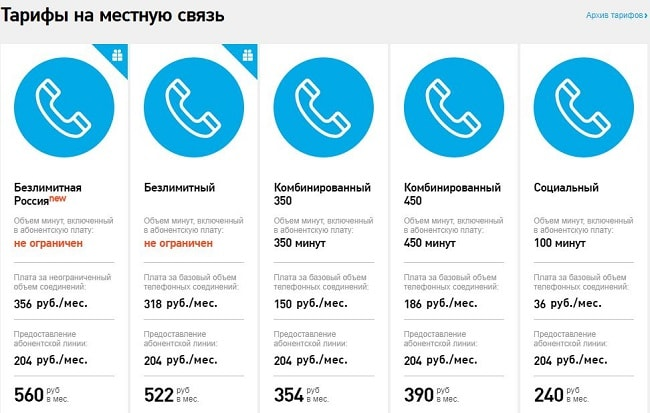 Тарифы на местную связь
Архив тарифов ›
Безлимитная
Россия new
Объем минут, включенный
в абонентскую плату:
не ограничен
Плата за неограниченный
объем соединений:
356 руб./мес.
Предоставление
абонентской линии:
204 руб./мес.
560 руб
в мес.
Безлимитный
Объем минут, включенный
в абонентскую плату:
не ограничен
Плата за базовый объем
телефонных соединений:
318 руб./мес.
Предоставление
абонентской линии:
204 руб./мес.
522 руб
в мес.
Комбинированный
350
Объем минут, включенный
в абонентскую плату:
350 минут
Плата за базовый объем
телефонных соединений:
150 руб./мес.
Предоставление
абонентской линии:
204 руб./мес.
354 руб
в мес.
Комбинированный
450
Объем минут, включенный
в абонентскую плату:
450 минут
Плата за базовый объем
телефонных соединений:
186 руб./мес.
Предоставление
абонентской линии:
204 руб./мес.
390 руб
в мес.
Социальный
Объем минут, включенный
в абонентскую плату:
100 минут
Плата за базовый объем
телефонных соединений:
36 руб./мес.
Предоставление
абонентской линии:
204 руб./мес.
240 руб
в мес.